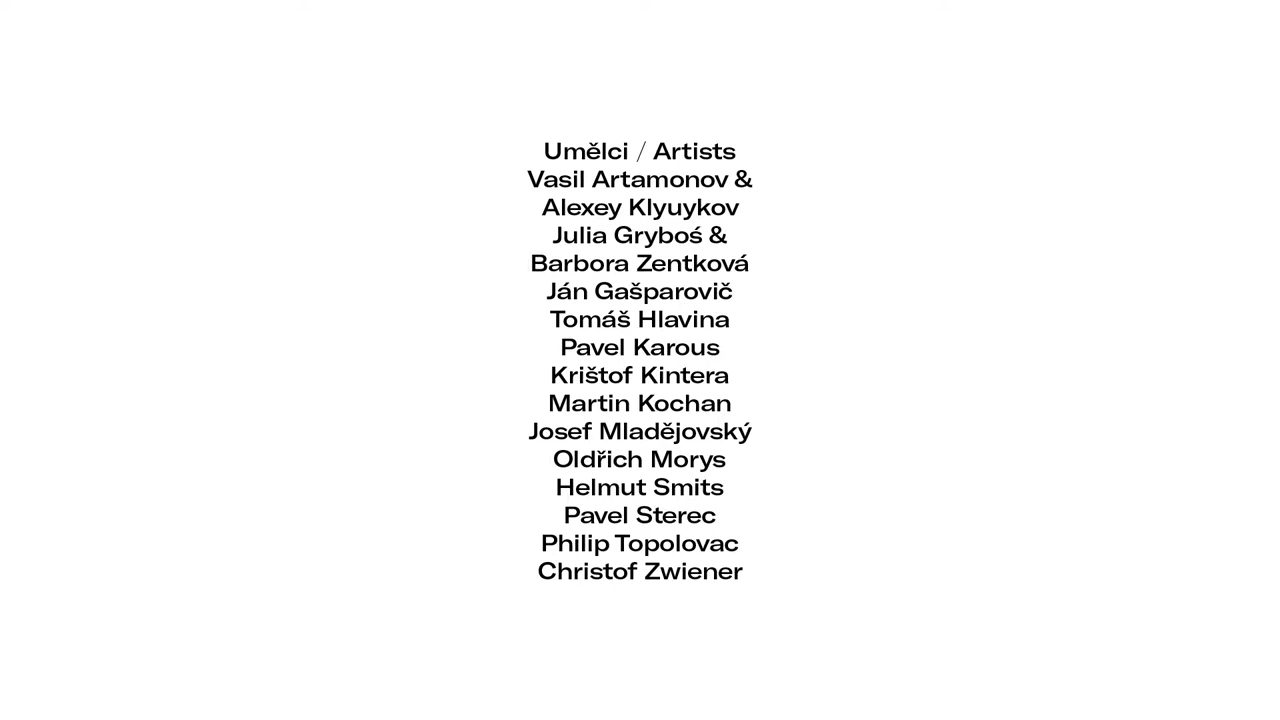 Umělci / Artists
Vasil Artamonov &
Alexey Klyuykov
Julia Gryboś &
Barbora Zentková
Ján Gašparovič
Tomáš Hlavina
Pavel Karous
Krištof Kintera
Martin Kochan
Josef Mladějovský
Oldřich Morys
Helmut Smits
Pavel Sterec
Philip Topolovac
Christof Zwiener